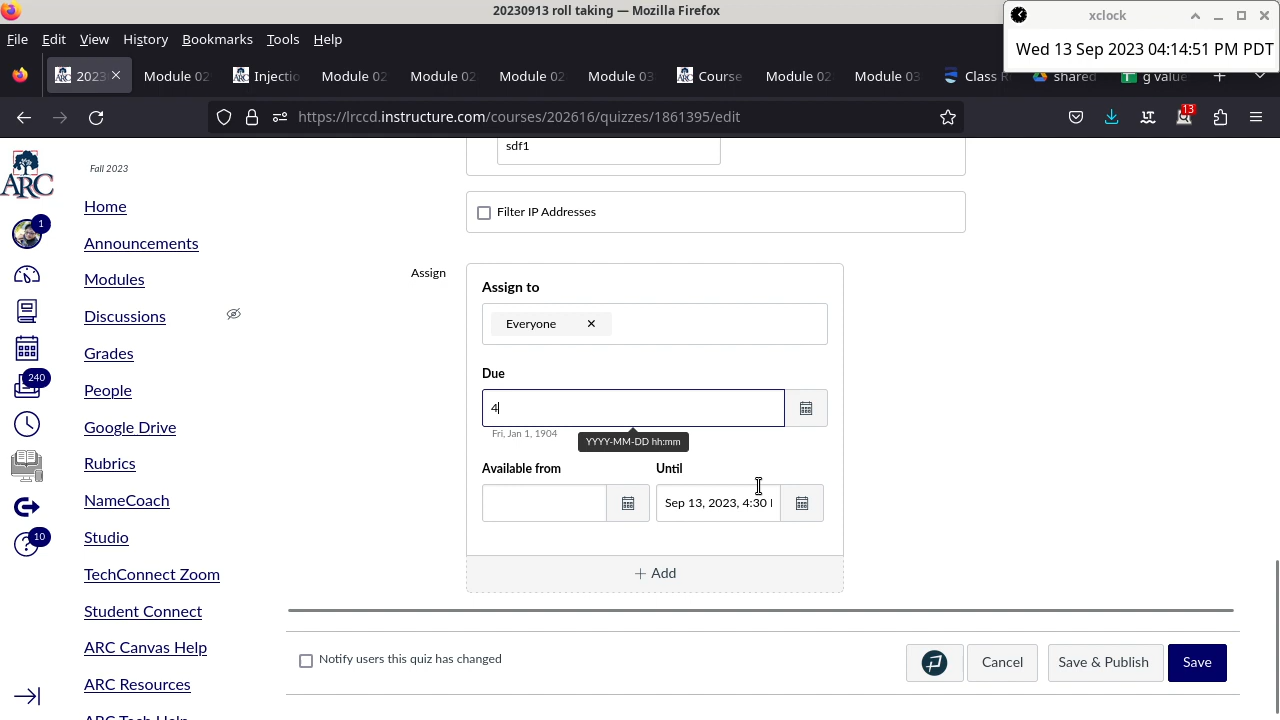 20230913 roll taking — Mozilla Firefox
xclock
Wed 13 Sep 2023 04:14:51 PM PDT
File Edit View History Bookmarks Tools Help
2023 Module 02 Injectio Module 02 Module 02 Module 02 Module 03 Course Module 02 Module 03 Class R shared g value
https://lrccd.instructure.com/courses/202616/quizzes/1861395/edit
13
ARC
Fall 2023
1
240
10
Home
Announcements
Modules
Discussions
Grades
People
Google Drive
Rubrics
NameCoach
Studio
TechConnect Zoom
Student Connect
ARC Canvas Help
ARC Resources
ARC Tech Help
sdf1
Filter IP Addresses
Assign
Assign to
Everyone
Due
4
Fri, Jan 1, 1904
YYYY-MM-DD hh:mm
Available from Until
Sep 13, 2023, 4:30
+ Add
Notify users this quiz has changed
Cancel Save & Publish Save